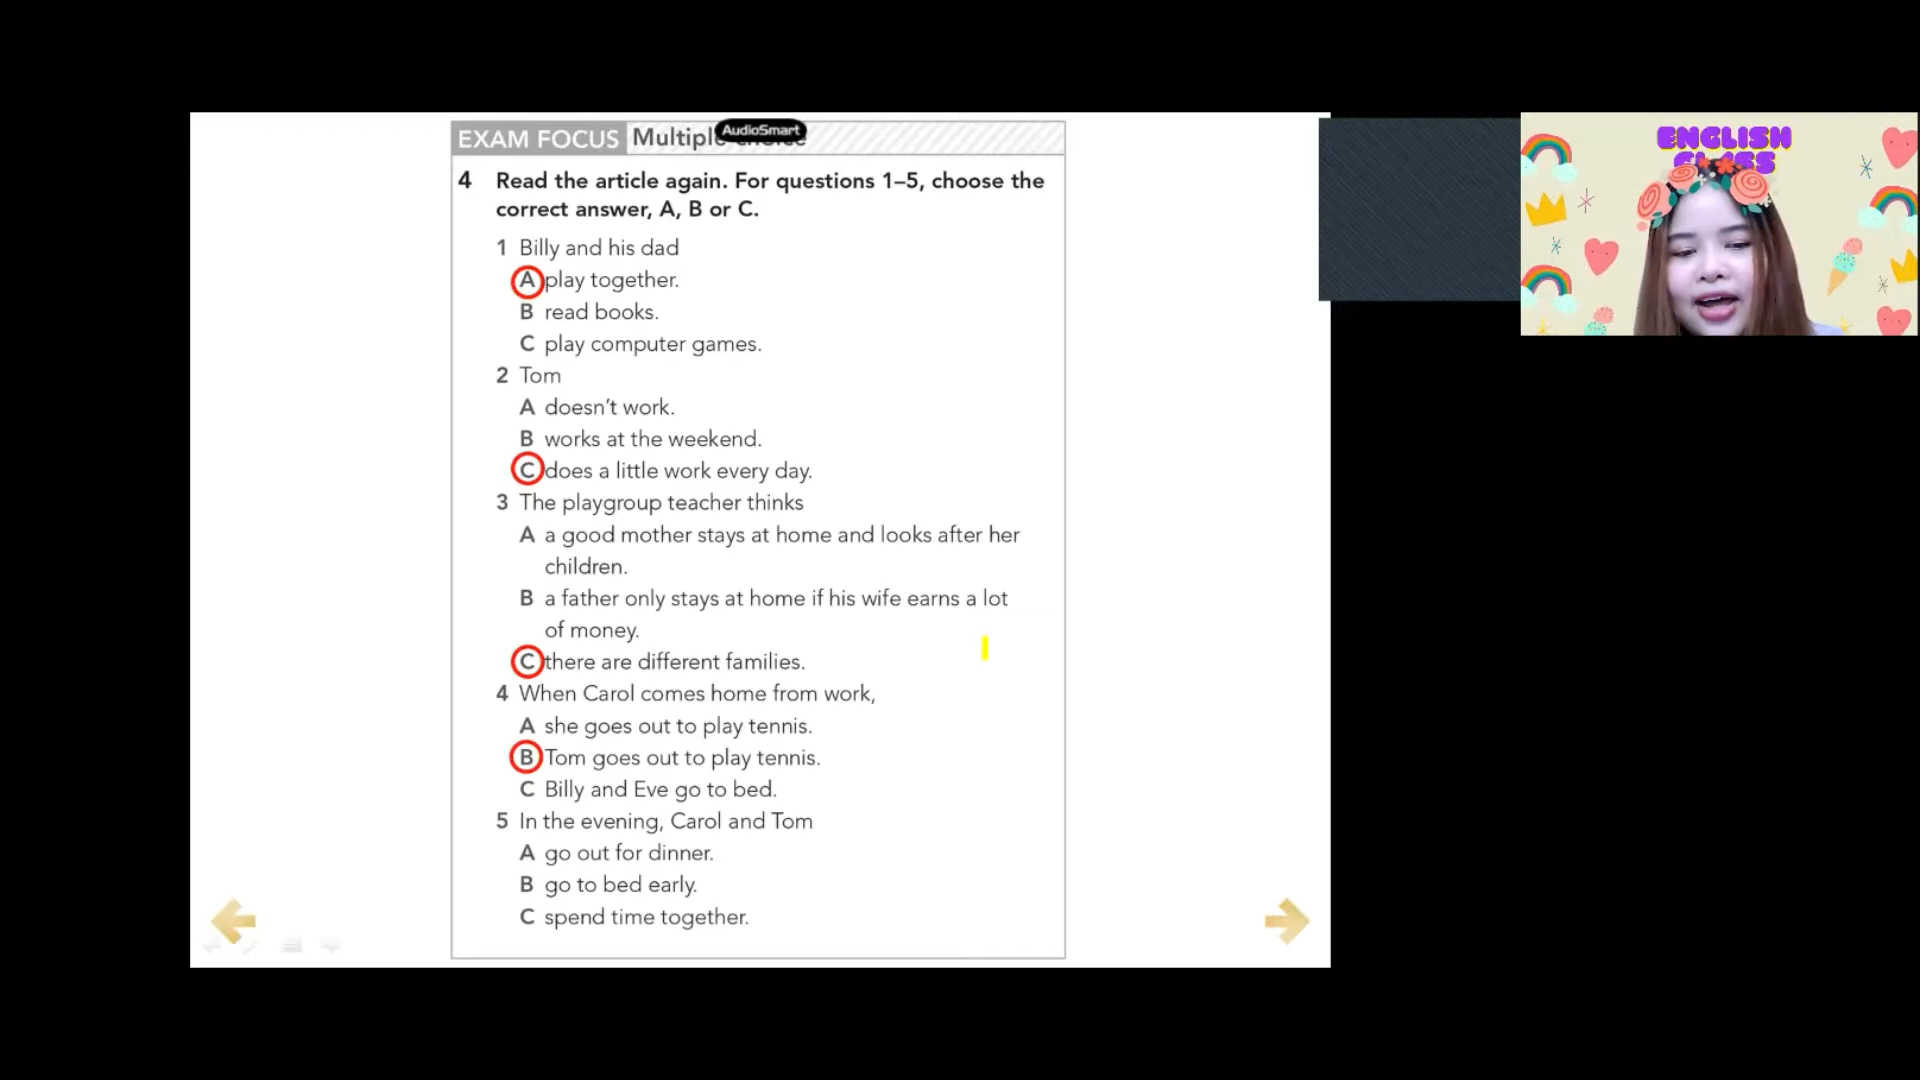 EXAM FOCUS Multiple choice
AudioSmart
4 Read the article again. For questions 1–5, choose the
correct answer, A, B or C.
1 Billy and his dad
A play together.
B read books.
C play computer games.
2 Tom
A doesn't work.
B works at the weekend.
C does a little work every day.
3 The playgroup teacher thinks
A a good mother stays at home and looks after her
children.
B a father only stays at home if his wife earns a lot
of money.
C there are different families.
4 When Carol comes home from work,
A she goes out to play tennis.
B Tom goes out to play tennis.
C Billy and Eve go to bed.
5 In the evening, Carol and Tom
A go out for dinner.
B go to bed early.
C spend time together.
ENGLISH
CLASS